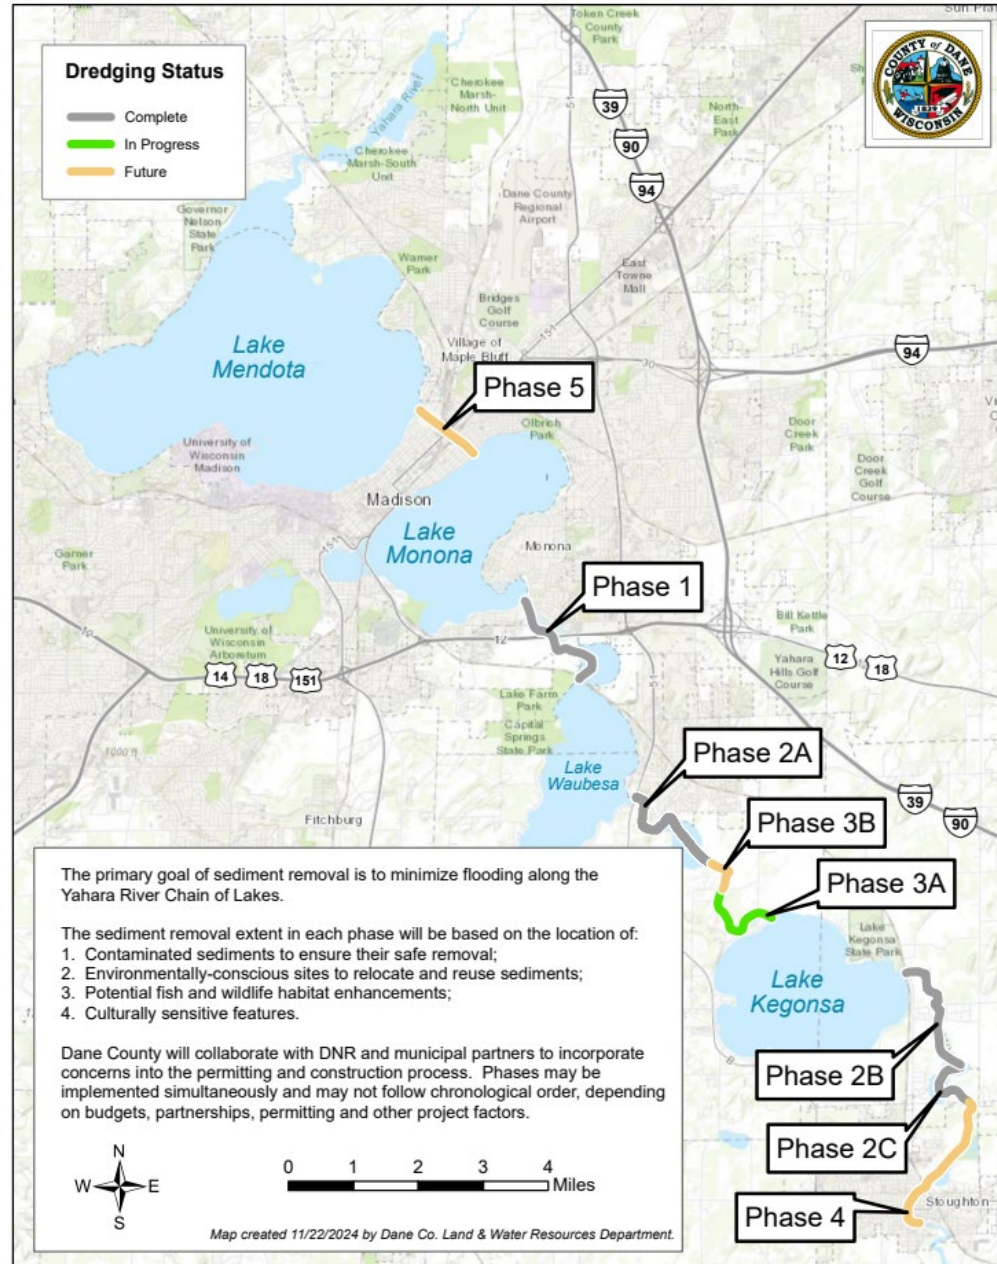 Token Creek
County
Park
Sun Prai
Dredging Status
Complete
In Progress
Future
COUNTY of DANE
1839
WISCONSIN
Yahara River
Cherokee
Marsh-
North Unit
Cherokee
Marsh-South
Unit
51
39
90
94
North-
East Park
Governor
Nelson
State
Park
Dane County
Regional
Airport
Warner
Park
East
Towne
Mall
Bridges
Golf
Course
151
Lake
Mendota
Village of
Maple Bluff
30
94
Phase 5
Olbrich
Park
Door
Creek
Park
Door
Creek Golf
Course
University of
Wisconsin
Madison
Madison
Lake
Monona
Monona
151
Garner
Park
Phase 1
University of
Wisconsin
Arboretum
12
Bill Kettle
Park
14
18
151
12
18
Yahara
Hills Golf
Course
51
Lake Farm
Park
Capital
Springs
State Park
Phase 2A
Lake
Waubesa
39
90
1000 ft
Fitchburg
Phase 3B
Phase 3A
Lake
Kegonsa
State Park
Lake
Kegonsa
Phase 2B
Phase 2C
Phase 4
Stoughton
The primary goal of sediment removal is to minimize flooding along the
Yahara River Chain of Lakes.
The sediment removal extent in each phase will be based on the location of:
1. Contaminated sediments to ensure their safe removal;
2. Environmentally-conscious sites to relocate and reuse sediments;
3. Potential fish and wildlife habitat enhancements;
4. Culturally sensitive features.
Dane County will collaborate with DNR and municipal partners to incorporate
concerns into the permitting and construction process. Phases may be
implemented simultaneously and may not follow chronological order, depending
on budgets, partnerships, permitting and other project factors.
N
W E
S
0 1 2 3 4
Miles
Map created 11/22/2024 by Dane Co. Land & Water Resources Department.